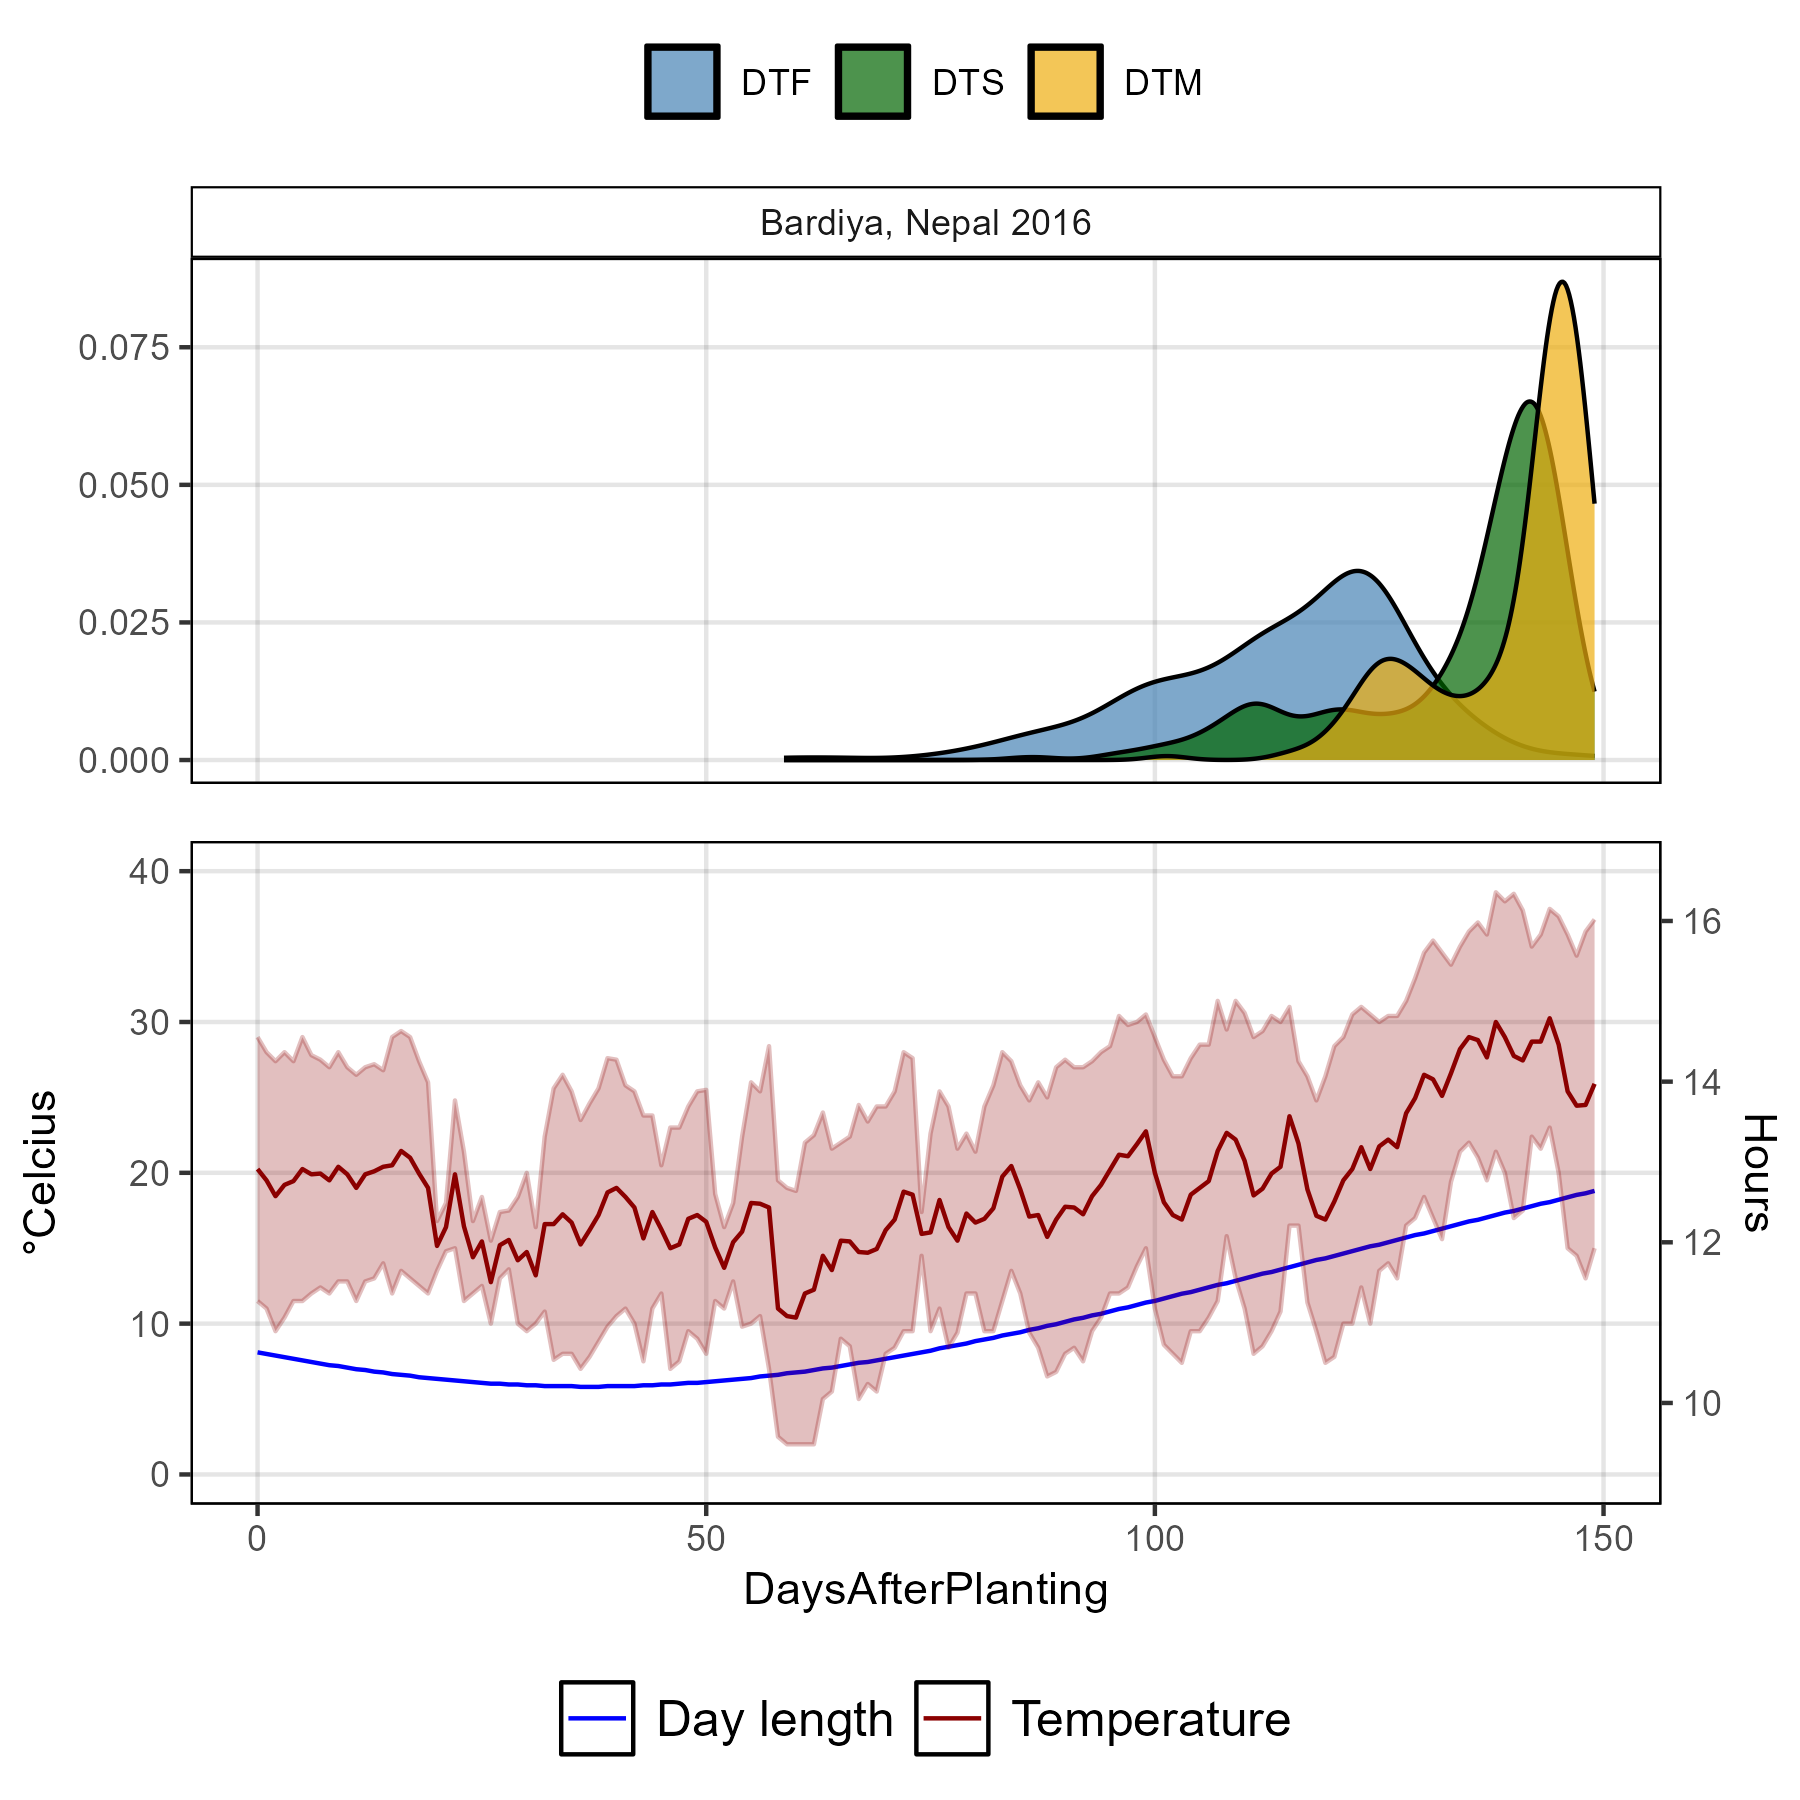 DTF DTS DTM
Bardiya, Nepal 2016
0.075
0.050
0.025
0.000
40
30
20
10
0
°Celcius
16
14
12
10
Hours
0 50 100 150
DaysAfterPlanting
Day length Temperature